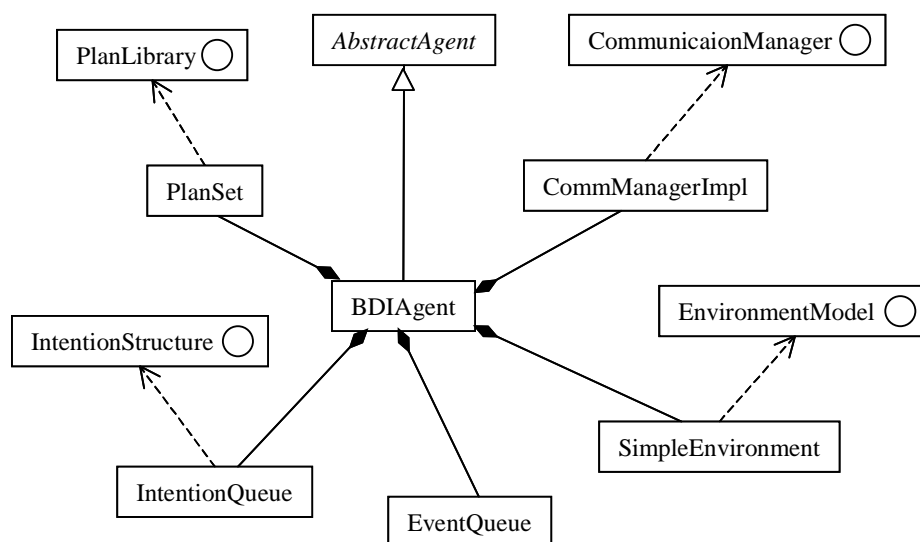 AbstractAgent
PlanLibrary
CommunicaionManager
PlanSet
CommManagerImpl
BDIAgent
EnvironmentModel
IntentionStructure
SimpleEnvironment
IntentionQueue
EventQueue